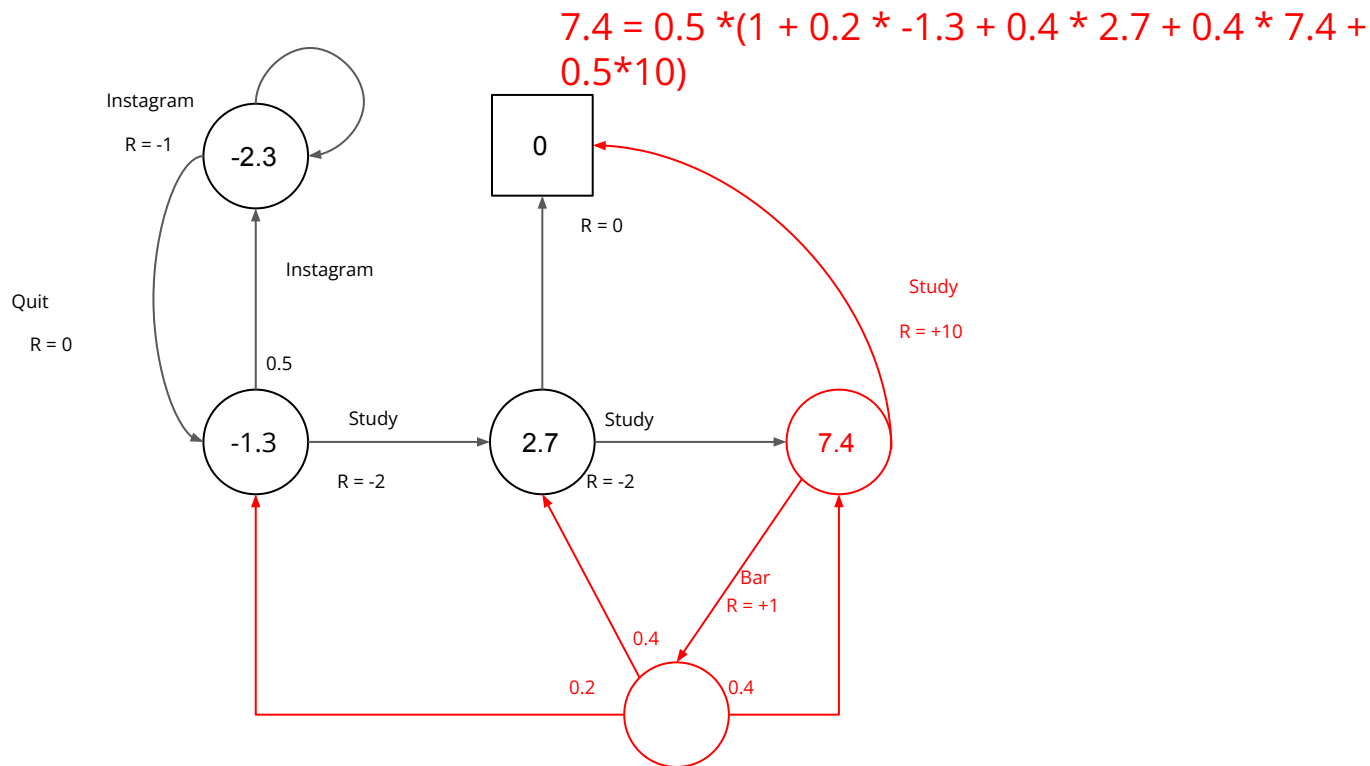 7.4 = 0.5 *(1 + 0.2 * -1.3 + 0.4 * 2.7 + 0.4 * 7.4 +
0.5*10)
Instagram
R = -1
-2.3
0
R = 0
Instagram
Study
R = +10
Quit
R = 0
0.5
-1.3
Study
R = -2
2.7
Study
R = -2
7.4
Bar
R = +1
0.4
0.2
0.4